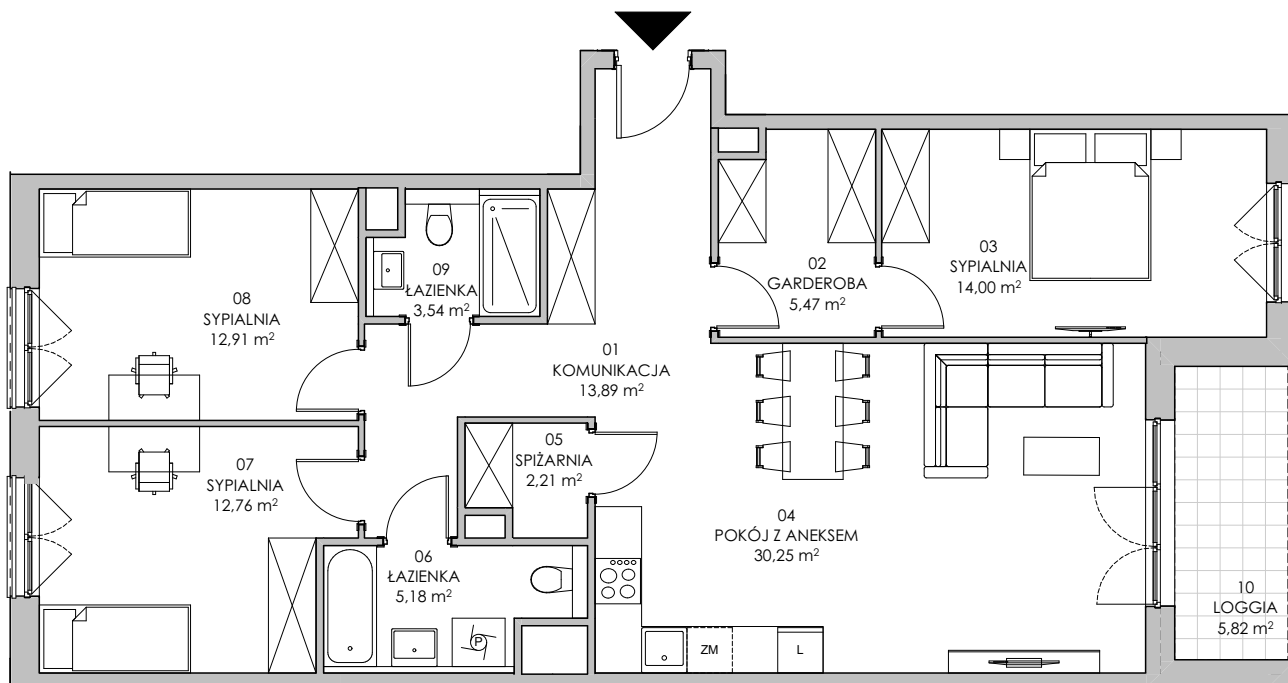 02
GARDEROBA
5,47 m²
03
SYPIALNIA
14,00 m²
09
ŁAZIENKA
3,54 m²
08
SYPIALNIA
12,91 m²
01
KOMUNIKACJA
13,89 m²
05
SPIŻARNIA
2,21 m²
07
SYPIALNIA
12,76 m²
04
POKÓJ Z ANEKSEM
30,25 m²
06
ŁAZIENKA
5,18 m²
10
LOGGIA
5,82 m²
P
ZM
L